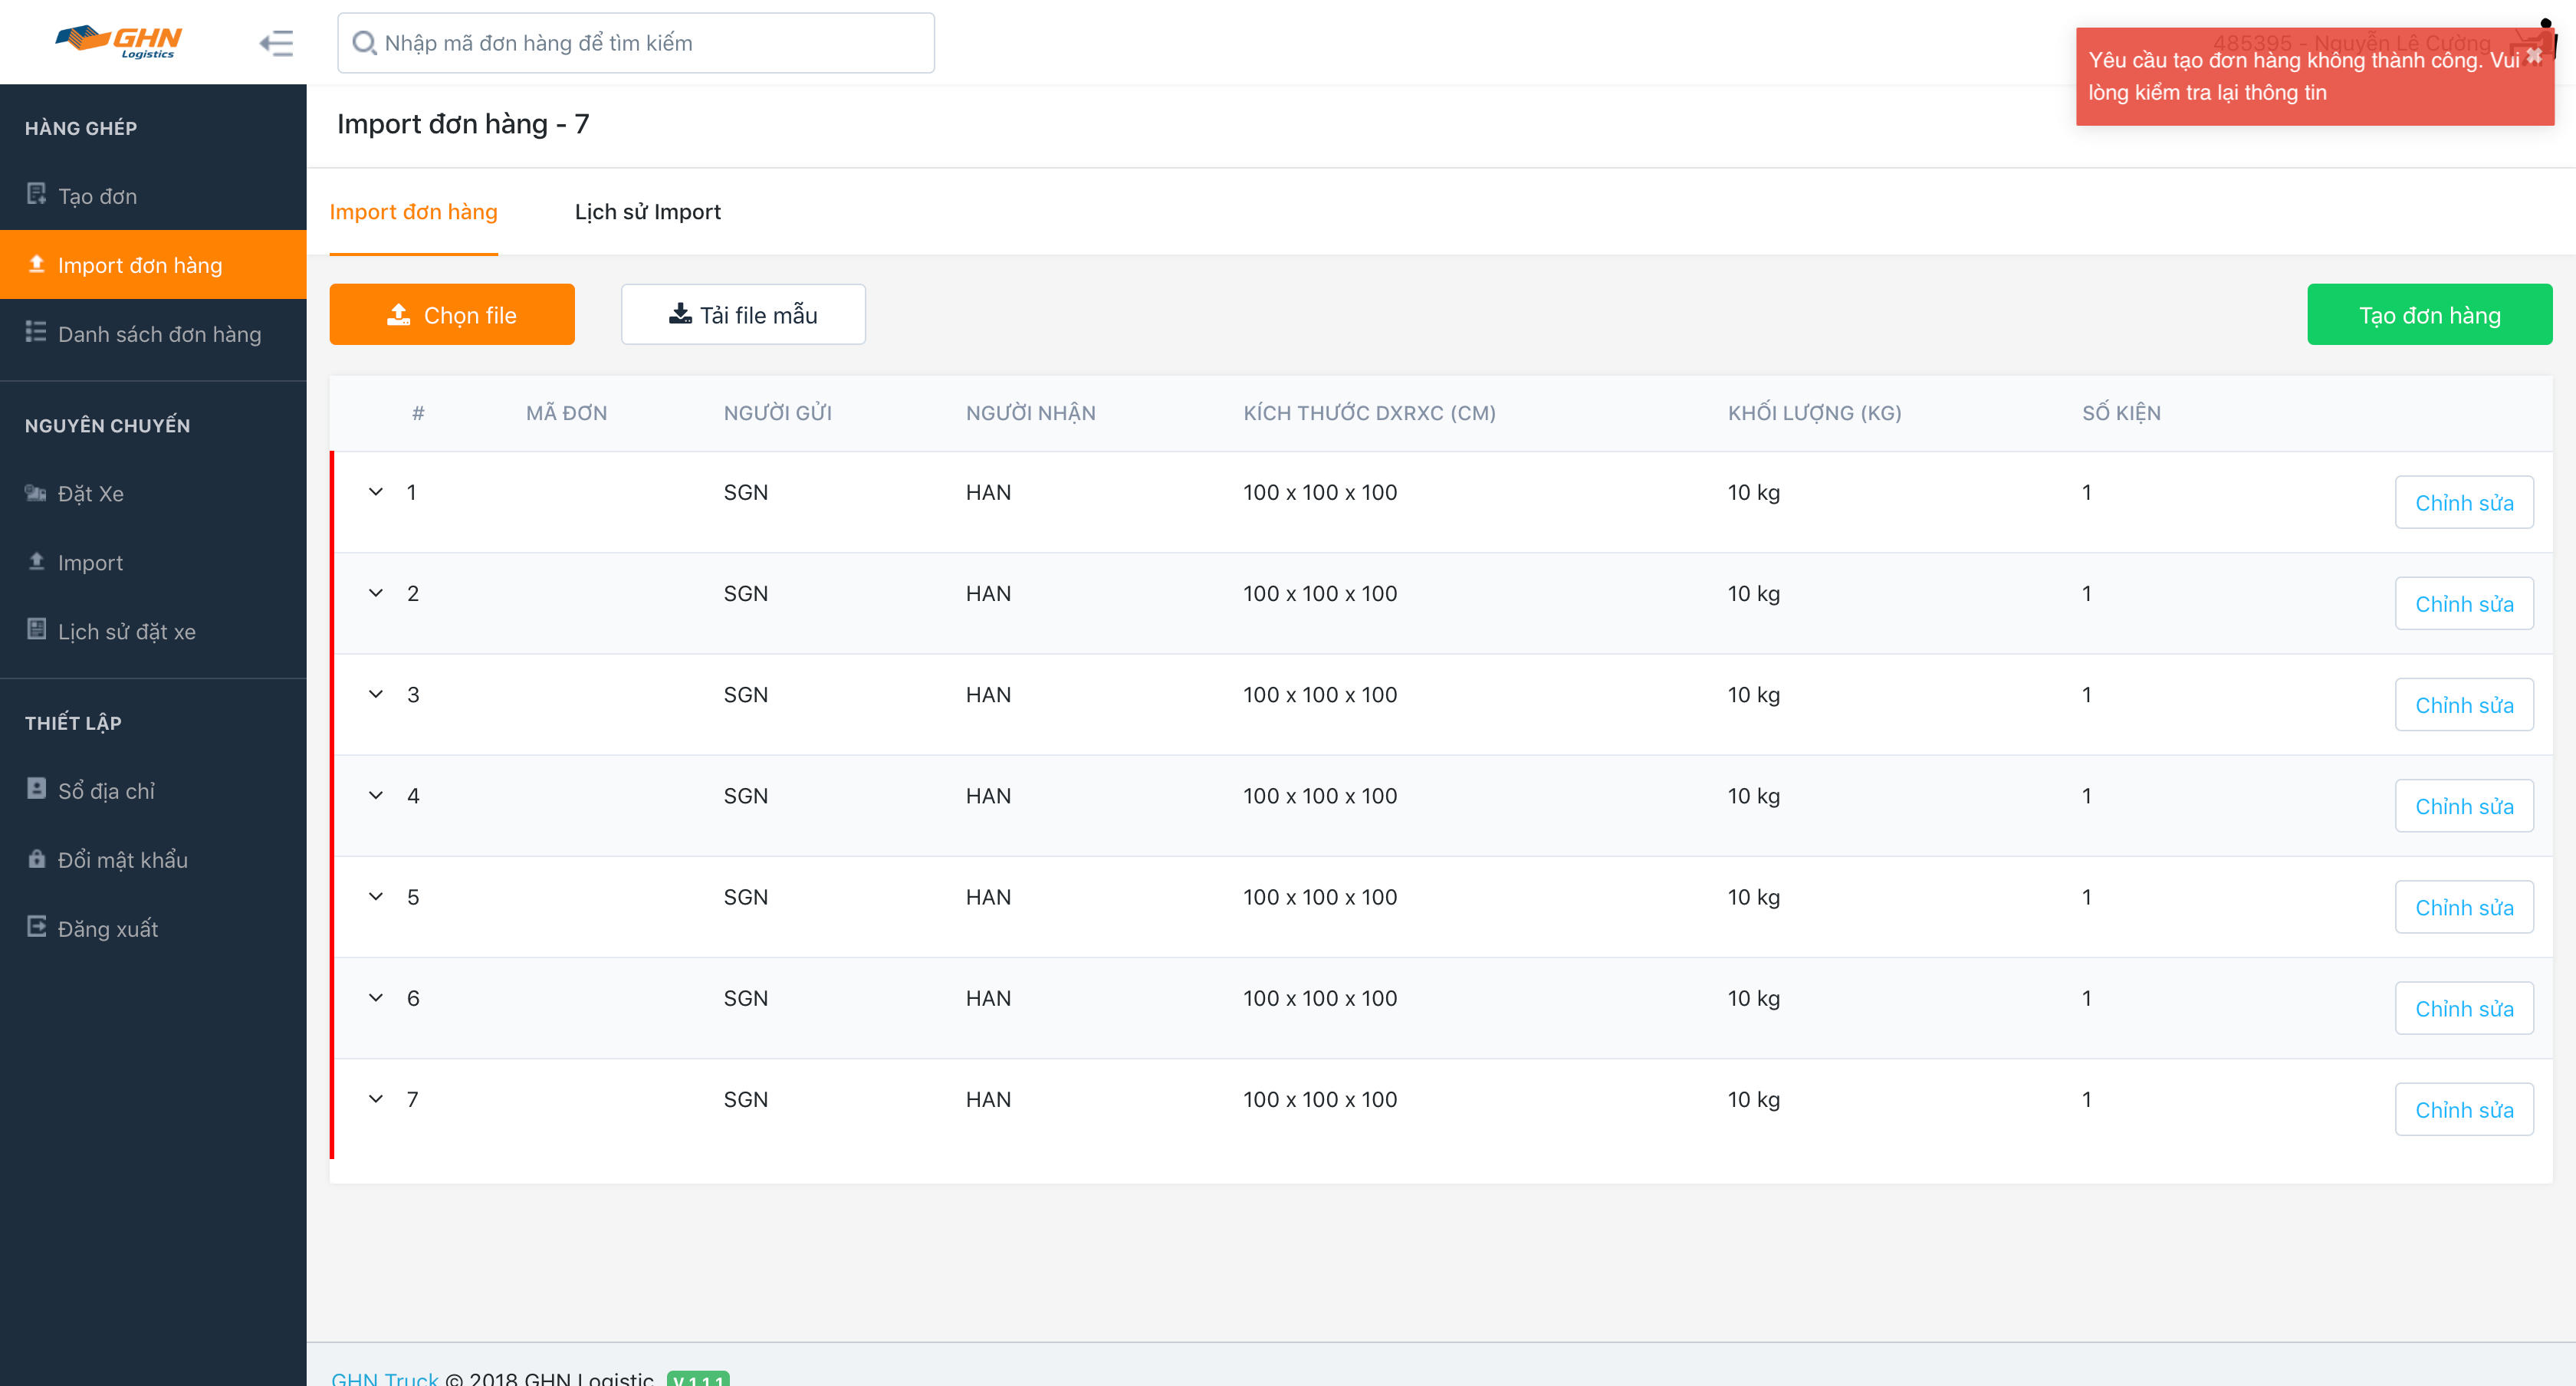 GHN
Logistics
Nhập mã đơn hàng để tìm kiếm
485395 - Nguyễn Lê Cường
Yêu cầu tạo đơn hàng không thành công. Vui
lòng kiểm tra lại thông tin
HÀNG GHÉP
Tạo đơn
Import đơn hàng
Danh sách đơn hàng
NGUYÊN CHUYẾN
Đặt Xe
Import
Lịch sử đặt xe
THIẾT LẬP
Sổ địa chỉ
Đổi mật khẩu
Đăng xuất
Import đơn hàng - 7
Import đơn hàng Lịch sử Import
Chọn file Tải file mẫu Tạo đơn hàng
# MÃ ĐƠN NGƯỜI GỬI NGƯỜI NHẬN KÍCH THƯỚC DXRXC (CM) KHỐI LƯỢNG (KG) SỐ KIỆN
1 SGN HAN 100 x 100 x 100 10 kg 1 Chỉnh sửa
2 SGN HAN 100 x 100 x 100 10 kg 1 Chỉnh sửa
3 SGN HAN 100 x 100 x 100 10 kg 1 Chỉnh sửa
4 SGN HAN 100 x 100 x 100 10 kg 1 Chỉnh sửa
5 SGN HAN 100 x 100 x 100 10 kg 1 Chỉnh sửa
6 SGN HAN 100 x 100 x 100 10 kg 1 Chỉnh sửa
7 SGN HAN 100 x 100 x 100 10 kg 1 Chỉnh sửa
GHN Truck © 2018 GHN Logistic V 1.1.1